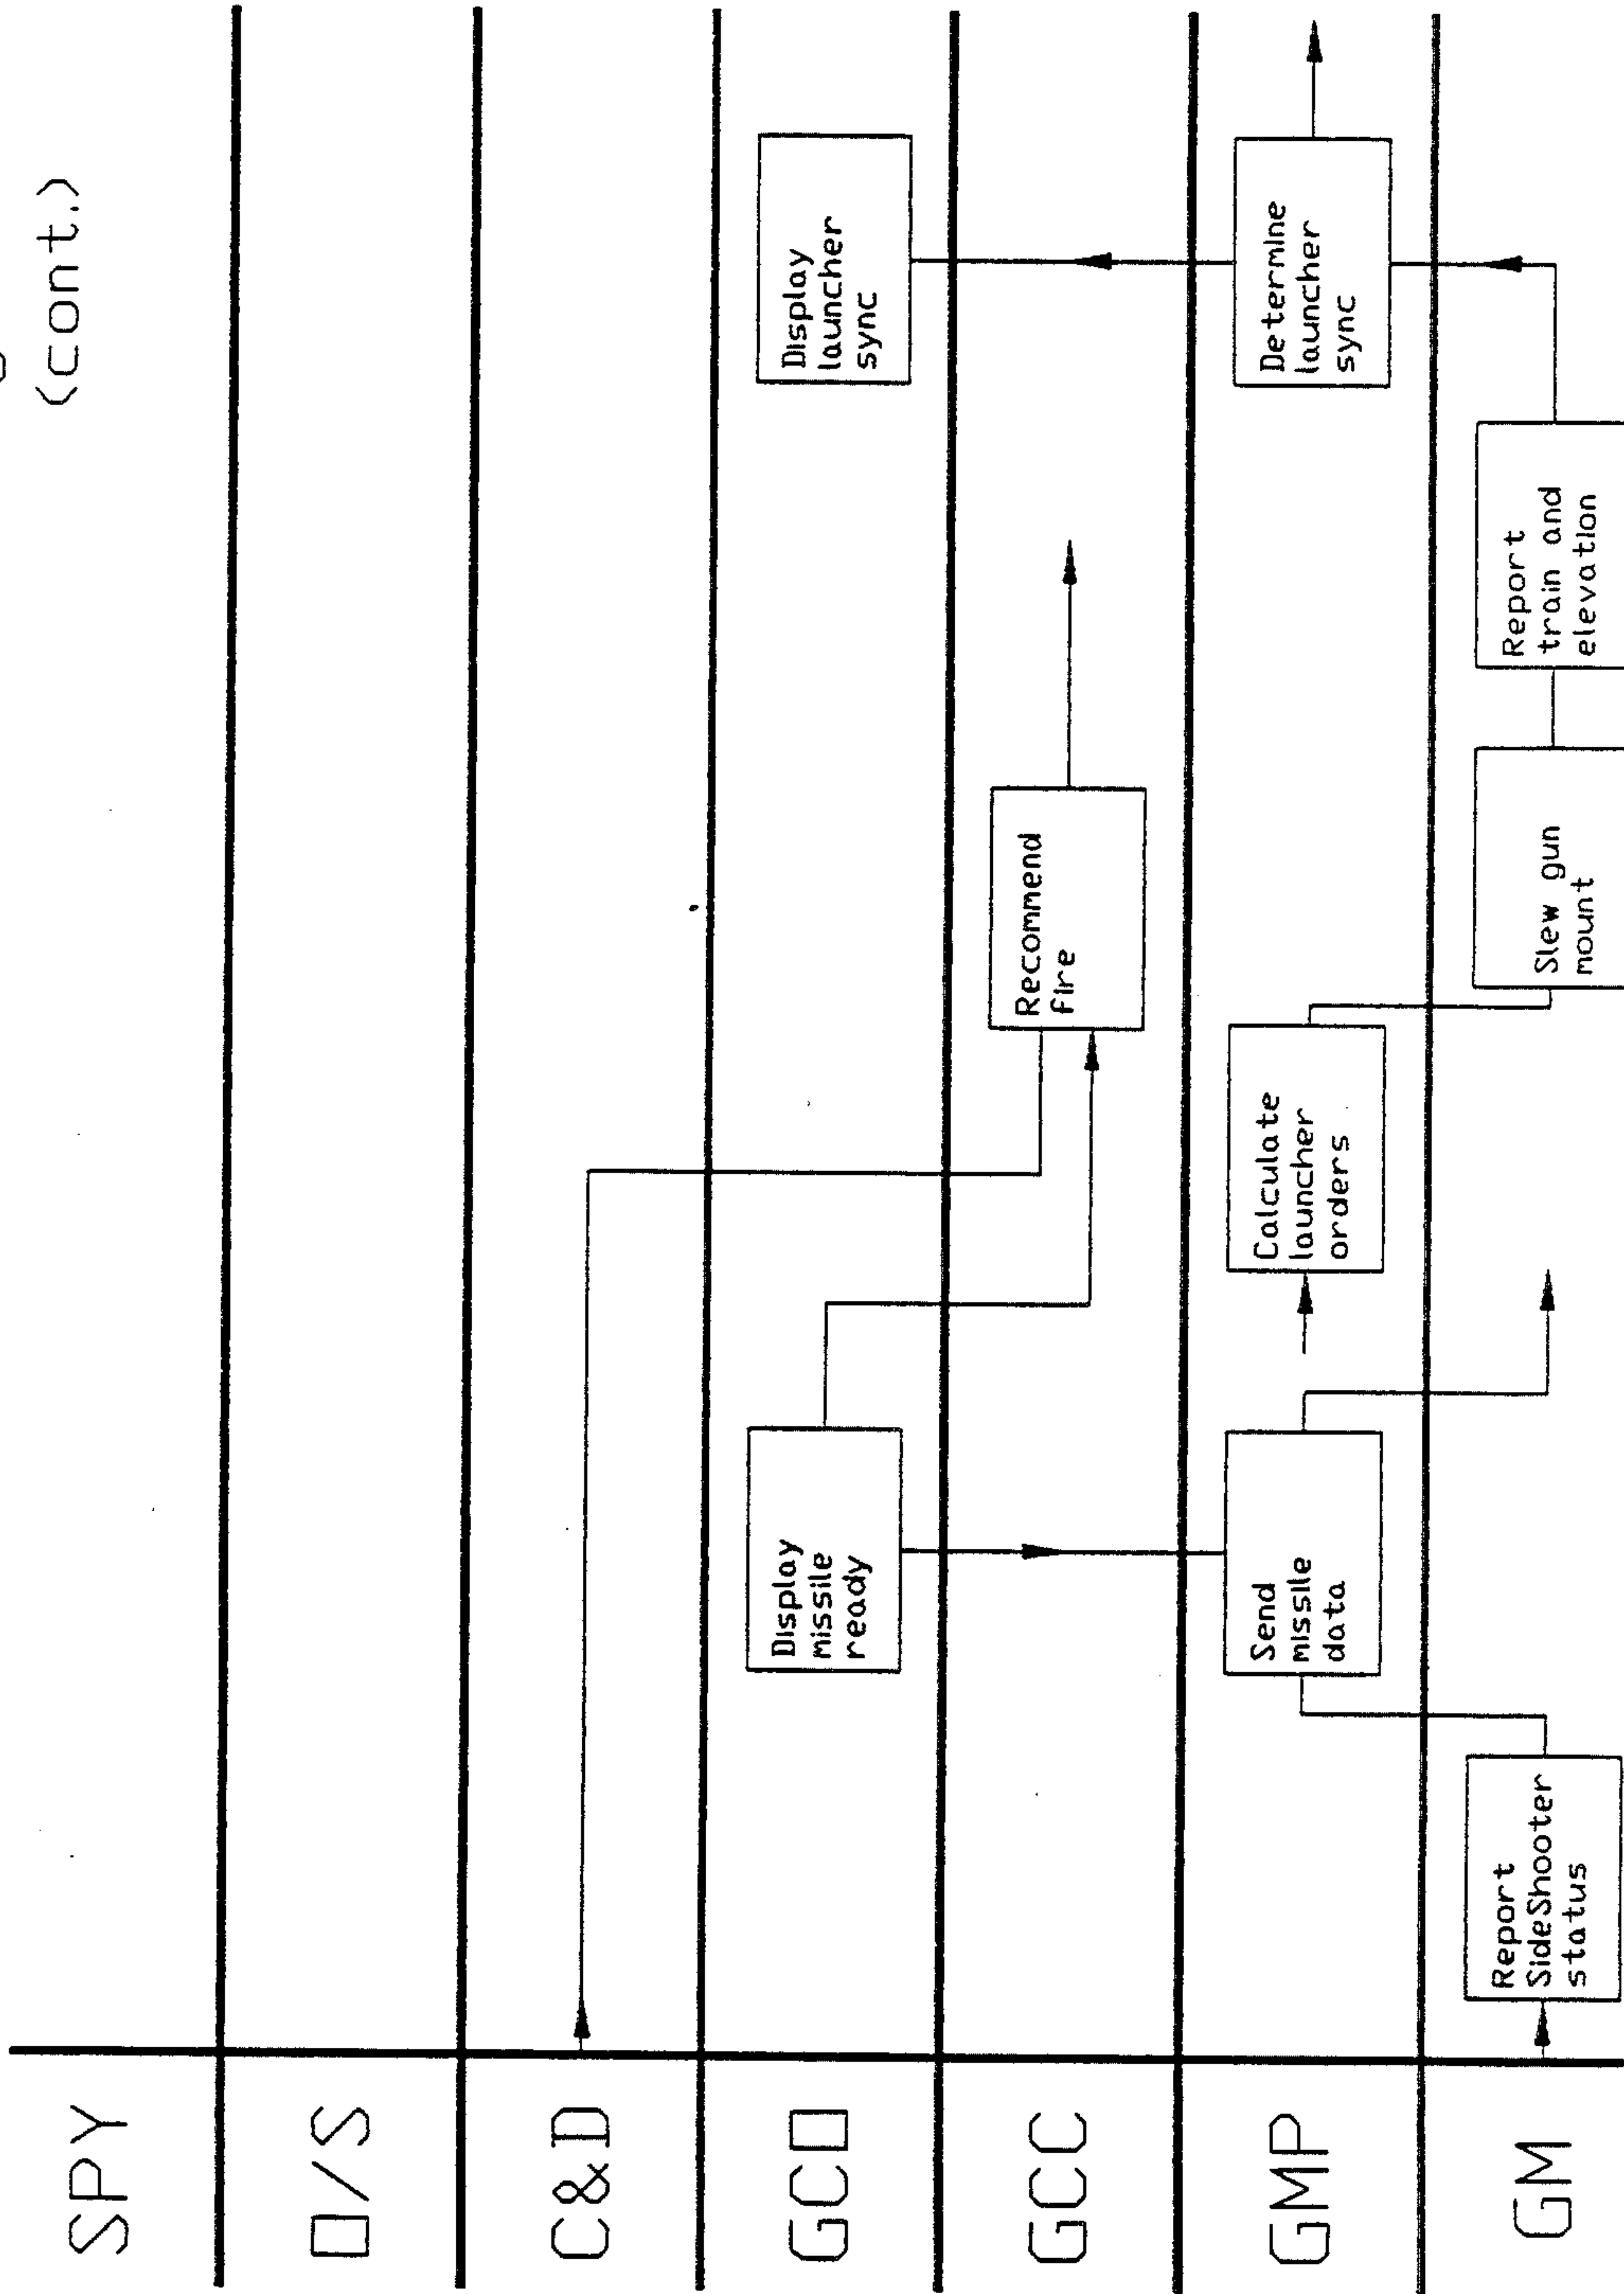 (cont.)
SPY
O/S
C&D
GCO
Display
missile
ready
Display
launcher
sync
GCC
Recommend
fire
GMP
Send
missile
data
Calculate
launcher
orders
Determine
launcher
sync
GM
Report
SideShooter
status
Slew gun
mount
Report
train and
elevation